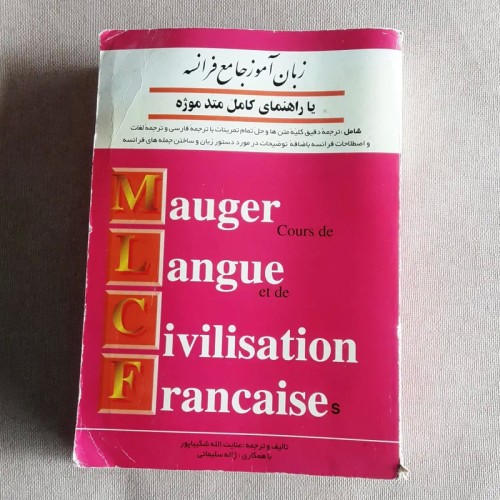 زبان آموز جامع فرانسه
یا راهنمای کامل متد موژه
شامل: ترجمه دقیق کلیه متن ها و حل تمام تمرینات با ترجمه فارسی و ترجمه لغات
و اصطلاحات فرانسه باضافه توضیحات در مورد دستور زبان و ساختن جمله های فرانسه
Mauger
Cours de
Langue
et de
Civilisation
Francaises
تالیف و ترجمه: عنایت الله شکیباپور
با همکاری: ژاله سلیمانی